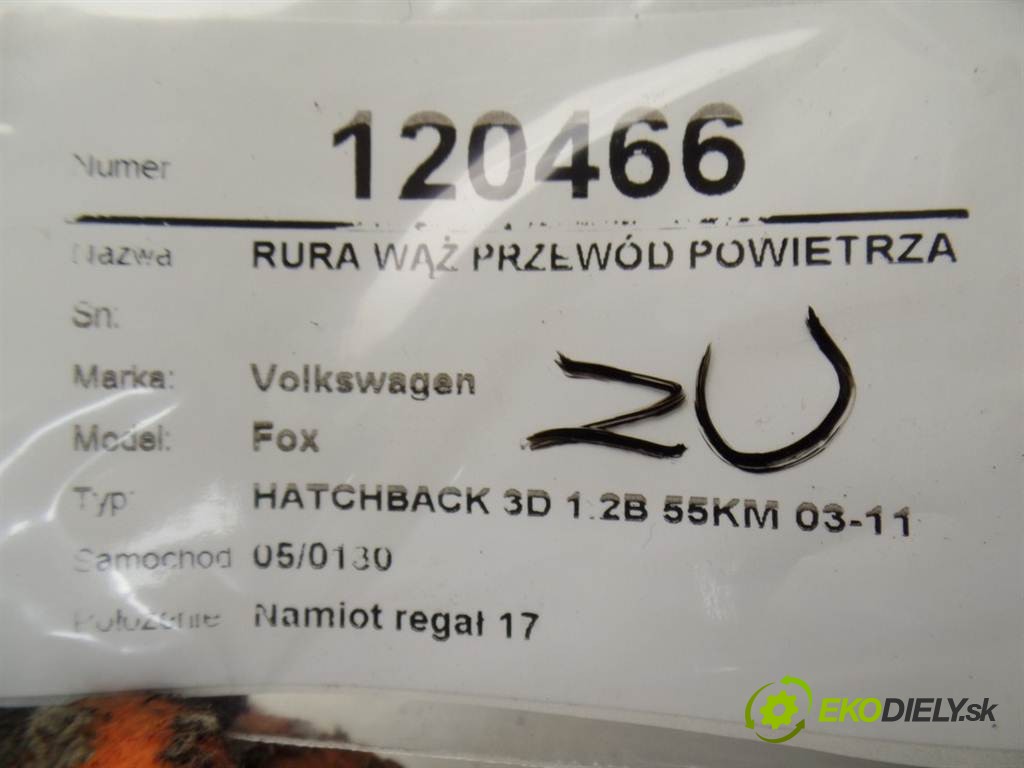 Numer 120466
Nazwa RURA WĄŻ PRZEWÓD POWIETRZA
Sn:
Marka: Volkswagen
Model: Fox
Typ: HATCHBACK 3D 1.2B 55KM 03-11
Samochod 05/0130
Położenie Namiot regał 17
ZU
EKODIELY.sk